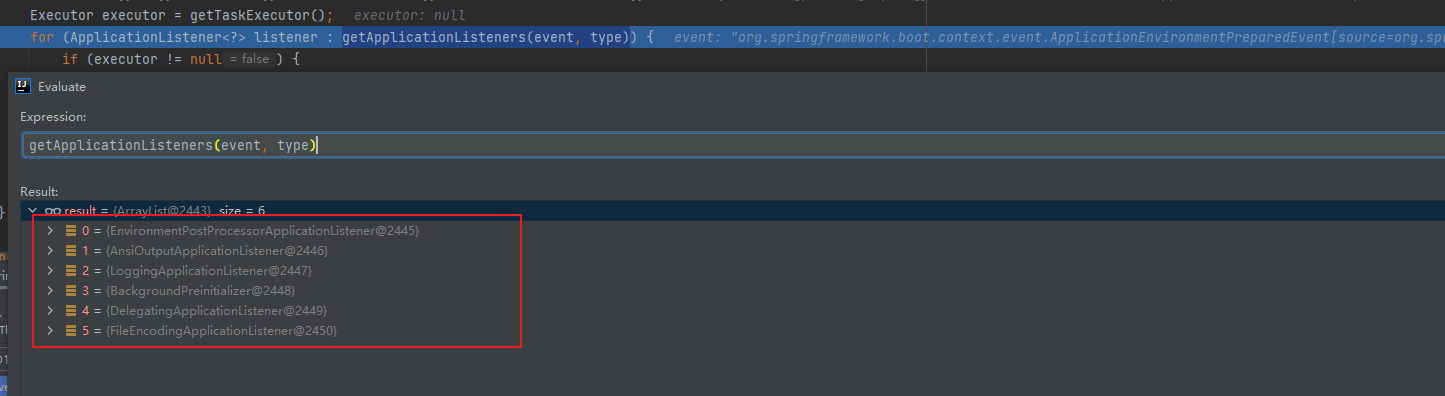 Executor executor = getTaskExecutor();  executor: null
for (ApplicationListener<?> listener : getApplicationListeners(event, type)) {  event: "org.springframework.boot.context.event.ApplicationEnvironmentPreparedEvent[source=org.spr
if (executor != null = false ) {
Evaluate
Expression:
getApplicationListeners(event, type)
Result:
result = {ArrayList@2443}  size = 6
0 = {EnvironmentPostProcessorApplicationListener@2445}
1 = {AnsiOutputApplicationListener@2446}
2 = {LoggingApplicationListener@2447}
3 = {BackgroundPreinitializer@2448}
4 = {DelegatingApplicationListener@2449}
5 = {FileEncodingApplicationListener@2450}